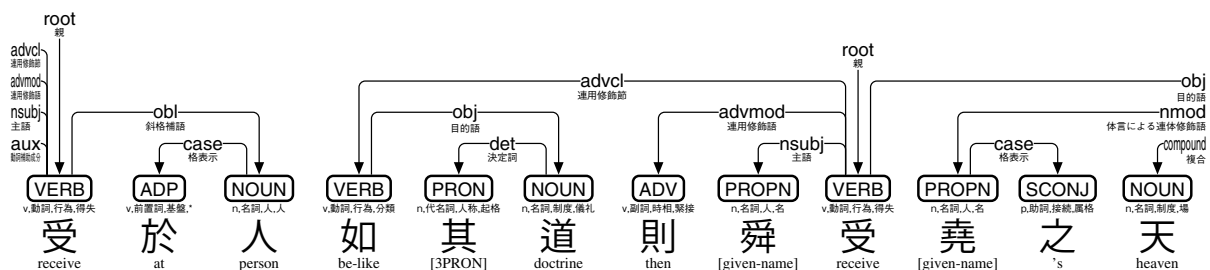 root root
親 親
advcl advcl obj
連用修飾節 連用修飾節 目的語
advmod obl obj advmod nmod
連用修飾語 斜格補語 目的語 連用修飾語 体言による連体修飾語
nsubj case det nsubj case compound
主語 格表示 決定詞 主語 格表示 複合
aux
動詞補助成分
VERB ADP NOUN VERB PRON NOUN ADV PROPN VERB PROPN SCONJ NOUN
v,動詞,行為,得失 v,前置詞,基盤,* n,名詞,人,人 v,動詞,行為,分類 n,代名詞,人称,起格 n,名詞,制度,儀礼 v,副詞,時相,緊接 n,名詞,人,名 v,動詞,行為,得失 n,名詞,人,名 p,助詞,接続,属格 n,名詞,制度,場
受 於 人 如 其 道 則 舜 受 堯 之 天
receive at person be-like [3PRON] doctrine then [given-name] receive [given-name] 's heaven